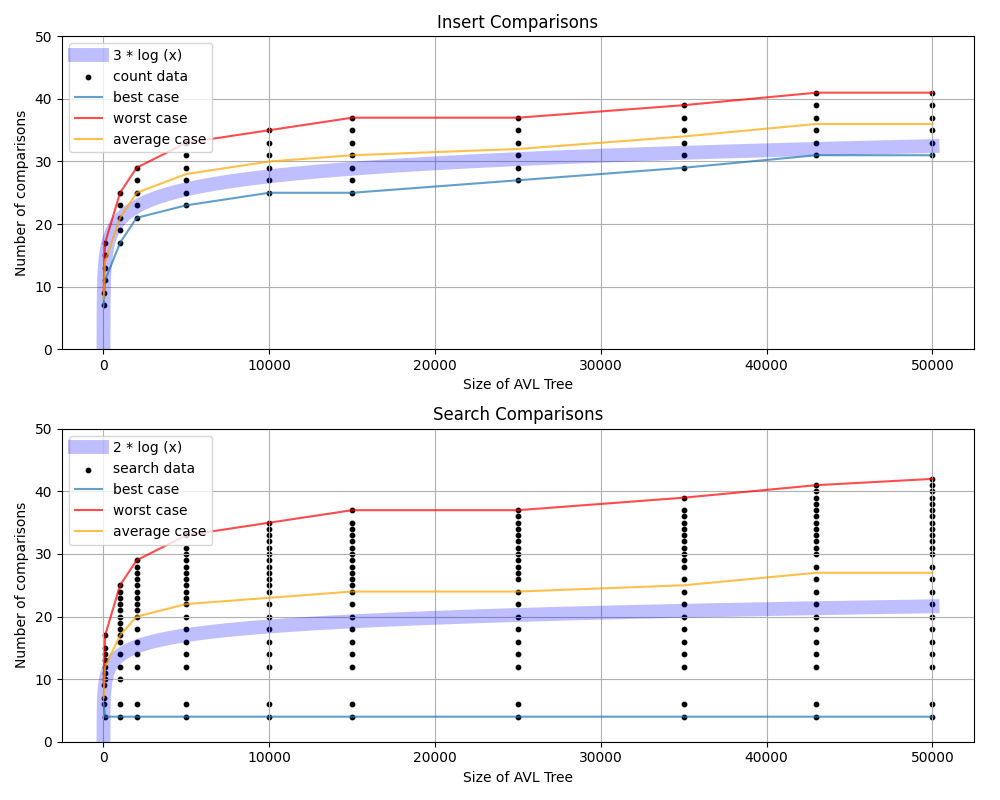 Insert Comparisons
50
40
30
20
10
0
Number of comparisons
3 * log (x)
count data
best case
worst case
average case
0
10000
20000
30000
40000
50000
Size of AVL Tree
Search Comparisons
50
40
30
20
10
0
Number of comparisons
2 * log (x)
search data
best case
worst case
average case
0
10000
20000
30000
40000
50000
Size of AVL Tree